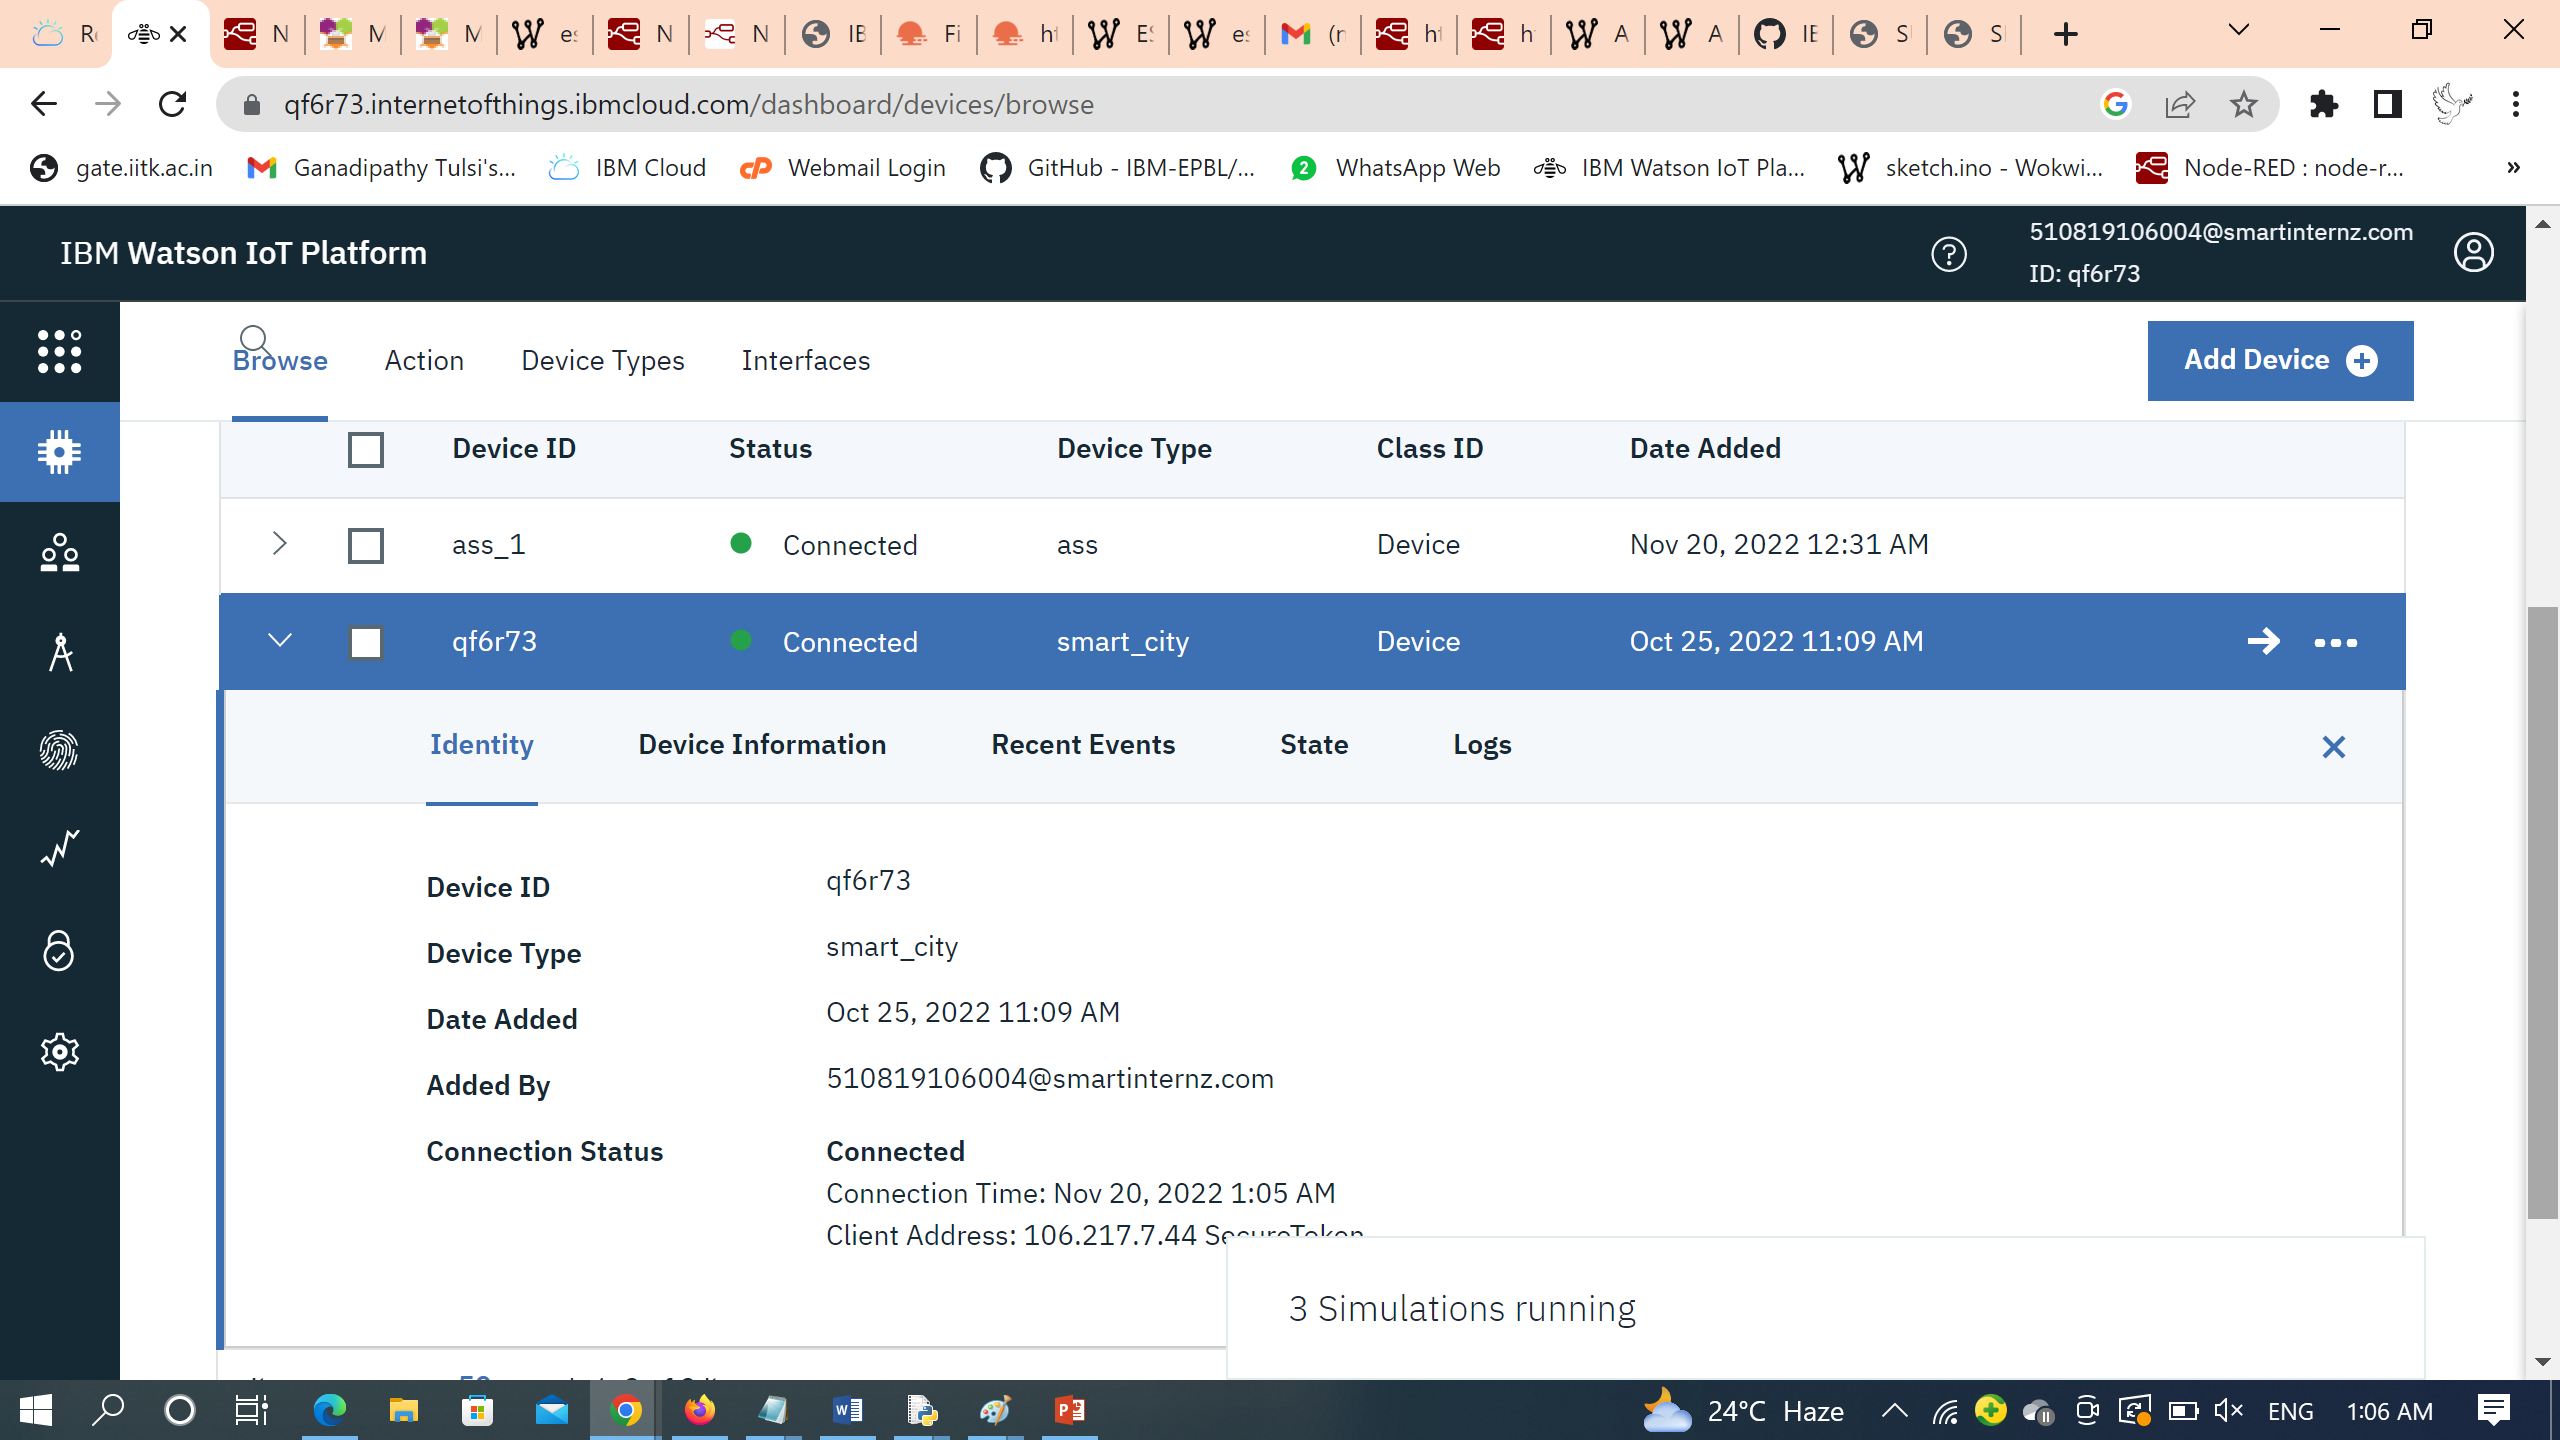 Re
N
M
M
es
N
N
IB
Fi
ht
ES
es
(n
ht
h
A
A
IE
S
S
qf6r73.internetofthings.ibmcloud.com/dashboard/devices/browse
gate.iitk.ac.in
Ganadipathy Tulsi's...
IBM Cloud
Webmail Login
GitHub - IBM-EPBL/...
2
WhatsApp Web
IBM Watson IoT Pla...
sketch.ino - Wokwi...
Node-RED : node-r...
»
IBM Watson IoT Platform
510819106004@smartinternz.com
ID: qf6r73
Browse
Action
Device Types
Interfaces
Add Device
Device ID
Status
Device Type
Class ID
Date Added
ass_1
Connected
ass
Device
Nov 20, 2022 12:31 AM
qf6r73
Connected
smart_city
Device
Oct 25, 2022 11:09 AM
Identity
Device Information
Recent Events
State
Logs
Device ID
qf6r73
Device Type
smart_city
Date Added
Oct 25, 2022 11:09 AM
Added By
510819106004@smartinternz.com
Connection Status
Connected
Connection Time: Nov 20, 2022 1:05 AM
Client Address: 106.217.7.44 SecureToken
3 Simulations running
24°C Haze
ENG
1:06 AM